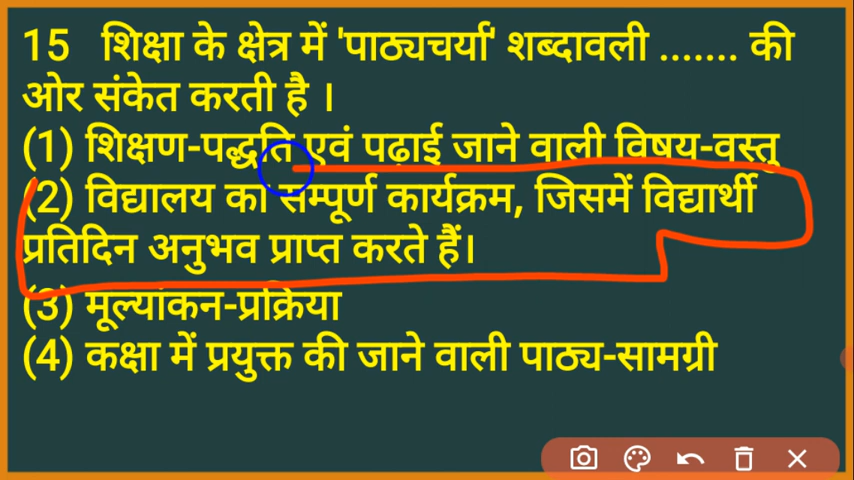 15 शिक्षा के क्षेत्र में 'पाठ्यचर्या' शब्दावली ....... की
ओर संकेत करती है ।
(1) शिक्षण-पद्धति एवं पढ़ाई जाने वाली विषय-वस्तु
(2) विद्यालय का सम्पूर्ण कार्यक्रम, जिसमें विद्यार्थी
प्रतिदिन अनुभव प्राप्त करते हैं।
(3) मूल्यांकन-प्रक्रिया
(4) कक्षा में प्रयुक्त की जाने वाली पाठ्य-सामग्री